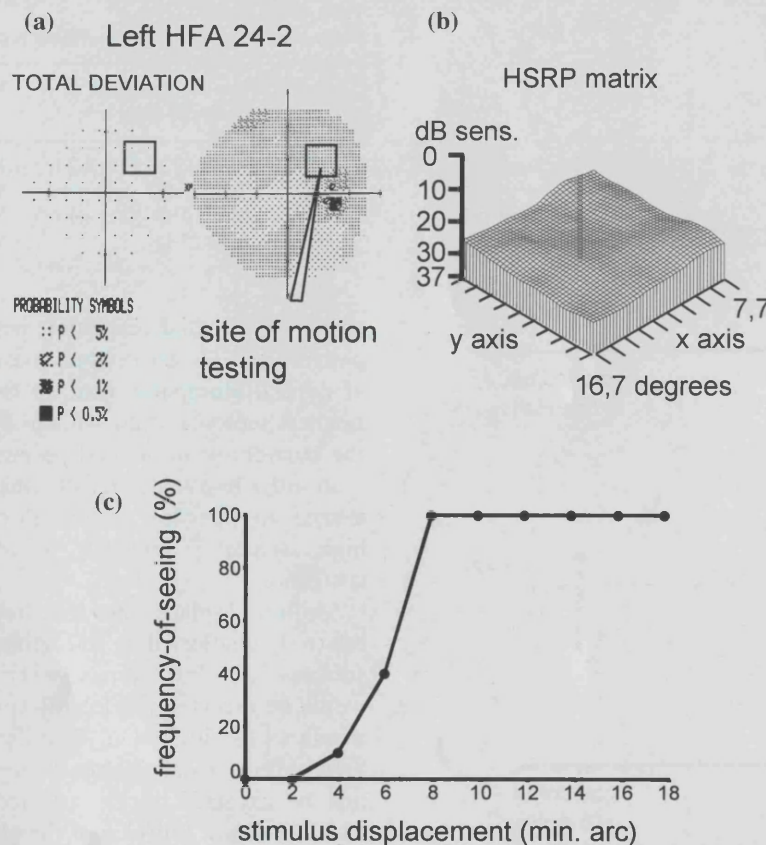 (a)
Left HFA 24-2
TOTAL DEVIATION
PROBABILITY SYMBOLS
:: P < 5%
P < 2%
P < 1%
■ P < 0.5%
site of motion
testing
(b)
HSRP matrix
dB sens.
0
10
20
30
37
y axis
x axis
7,7
16,7 degrees
(c)
frequency-of-seeing (%)
100
80
60
40
20
0
0 2 4 6 8 10 12 14 16 18
stimulus displacement (min. arc)